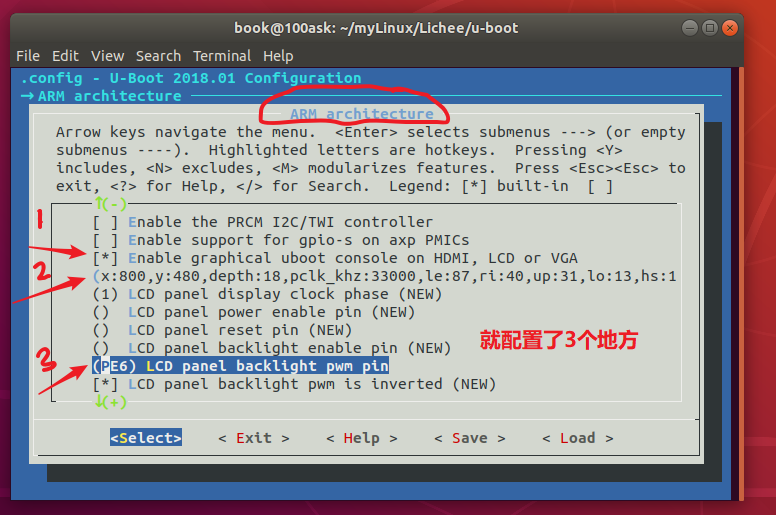 book@100ask: ~/myLinux/Lichee/u-boot
File Edit View Search Terminal Help
.config - U-Boot 2018.01 Configuration
→ ARM architecture
ARM architecture
Arrow keys navigate the menu. <Enter> selects submenus ---> (or empty
submenus ----). Highlighted letters are hotkeys. Pressing <Y>
includes, <N> excludes, <M> modularizes features. Press <Esc><Esc> to
exit, <?> for Help, </> for Search. Legend: [*] built-in [ ]
↑(-)
1
[ ] Enable the PRCM I2C/TWI controller
[ ] Enable support for gpio-s on axp PMICs
[*] Enable graphical uboot console on HDMI, LCD or VGA
2
(x:800,y:480,depth:18,pclk_khz:33000,le:87,ri:40,up:31,lo:13,hs:1
(1) LCD panel display clock phase (NEW)
() LCD panel power enable pin (NEW)
() LCD panel reset pin (NEW)
() LCD panel backlight enable pin (NEW)
就配置了3个地方
3
(PE6) LCD panel backlight pwm pin
[*] LCD panel backlight pwm is inverted (NEW)
↓(+)
<Select> < Exit > < Help > < Save > < Load >